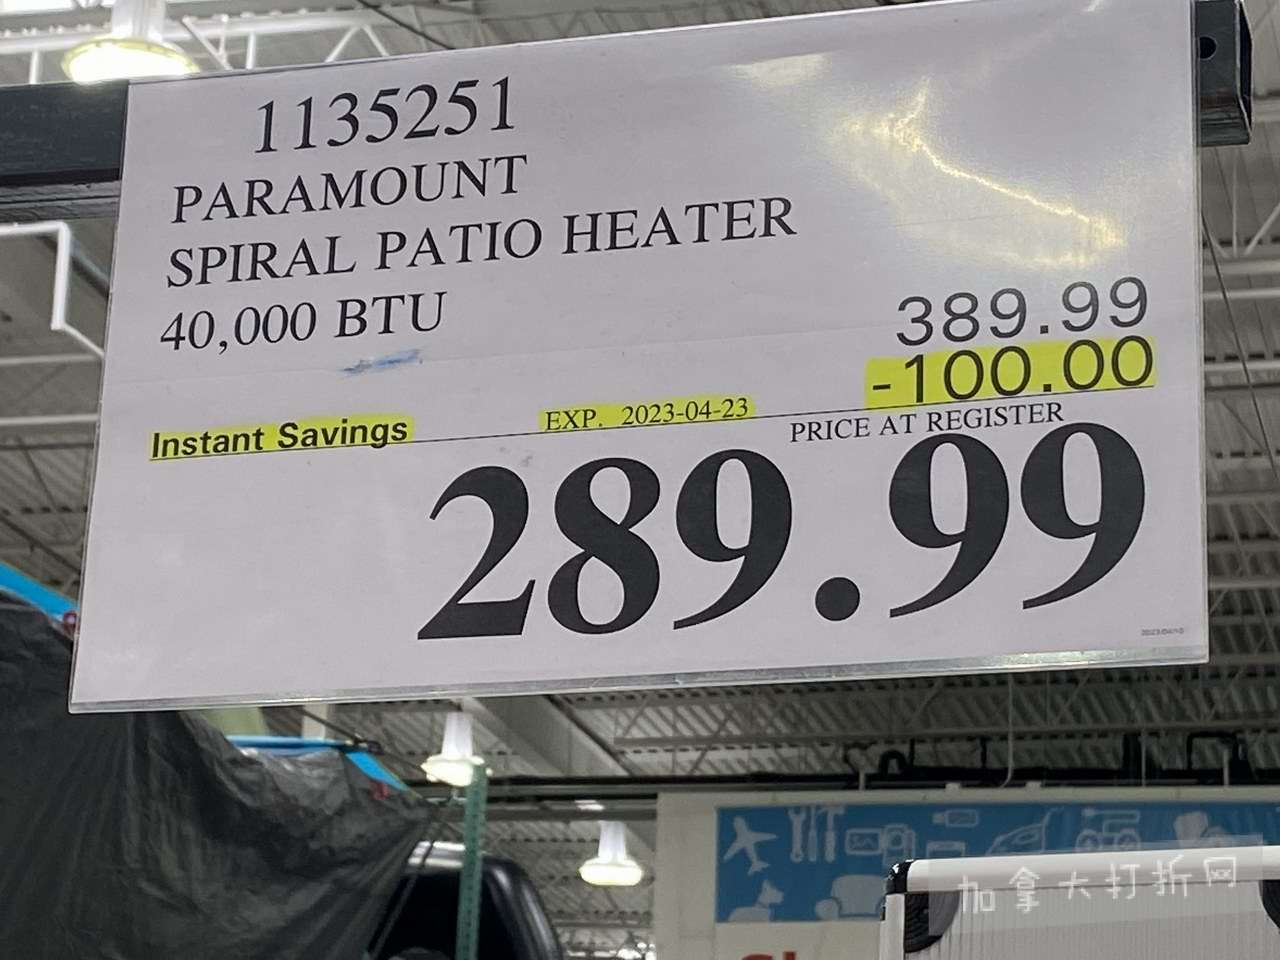 1135251
PARAMOUNT
SPIRAL PATIO HEATER
40,000 BTU
389.99
-100.00
Instant Savings
EXP. 2023-04-23
PRICE AT REGISTER
289.99
加拿大打折网